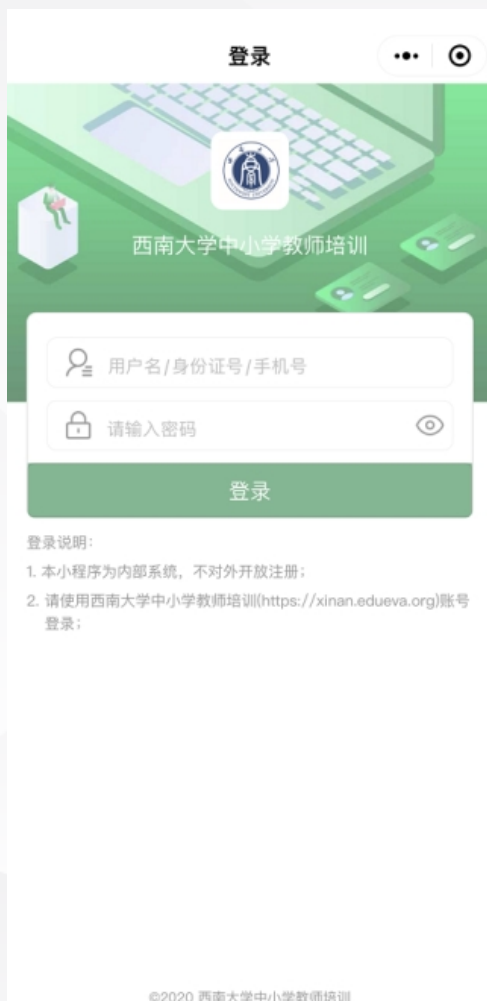 登录
西南大学中小学教师培训
用户名/身份证号/手机号
请输入密码
登录
登录说明:
1. 本小程序为内部系统，不对外开放注册;
2. 请使用西南大学中小学教师培训(https://xinan.edueva.org)账号
登录;
©2020 西南大学中小学教师培训